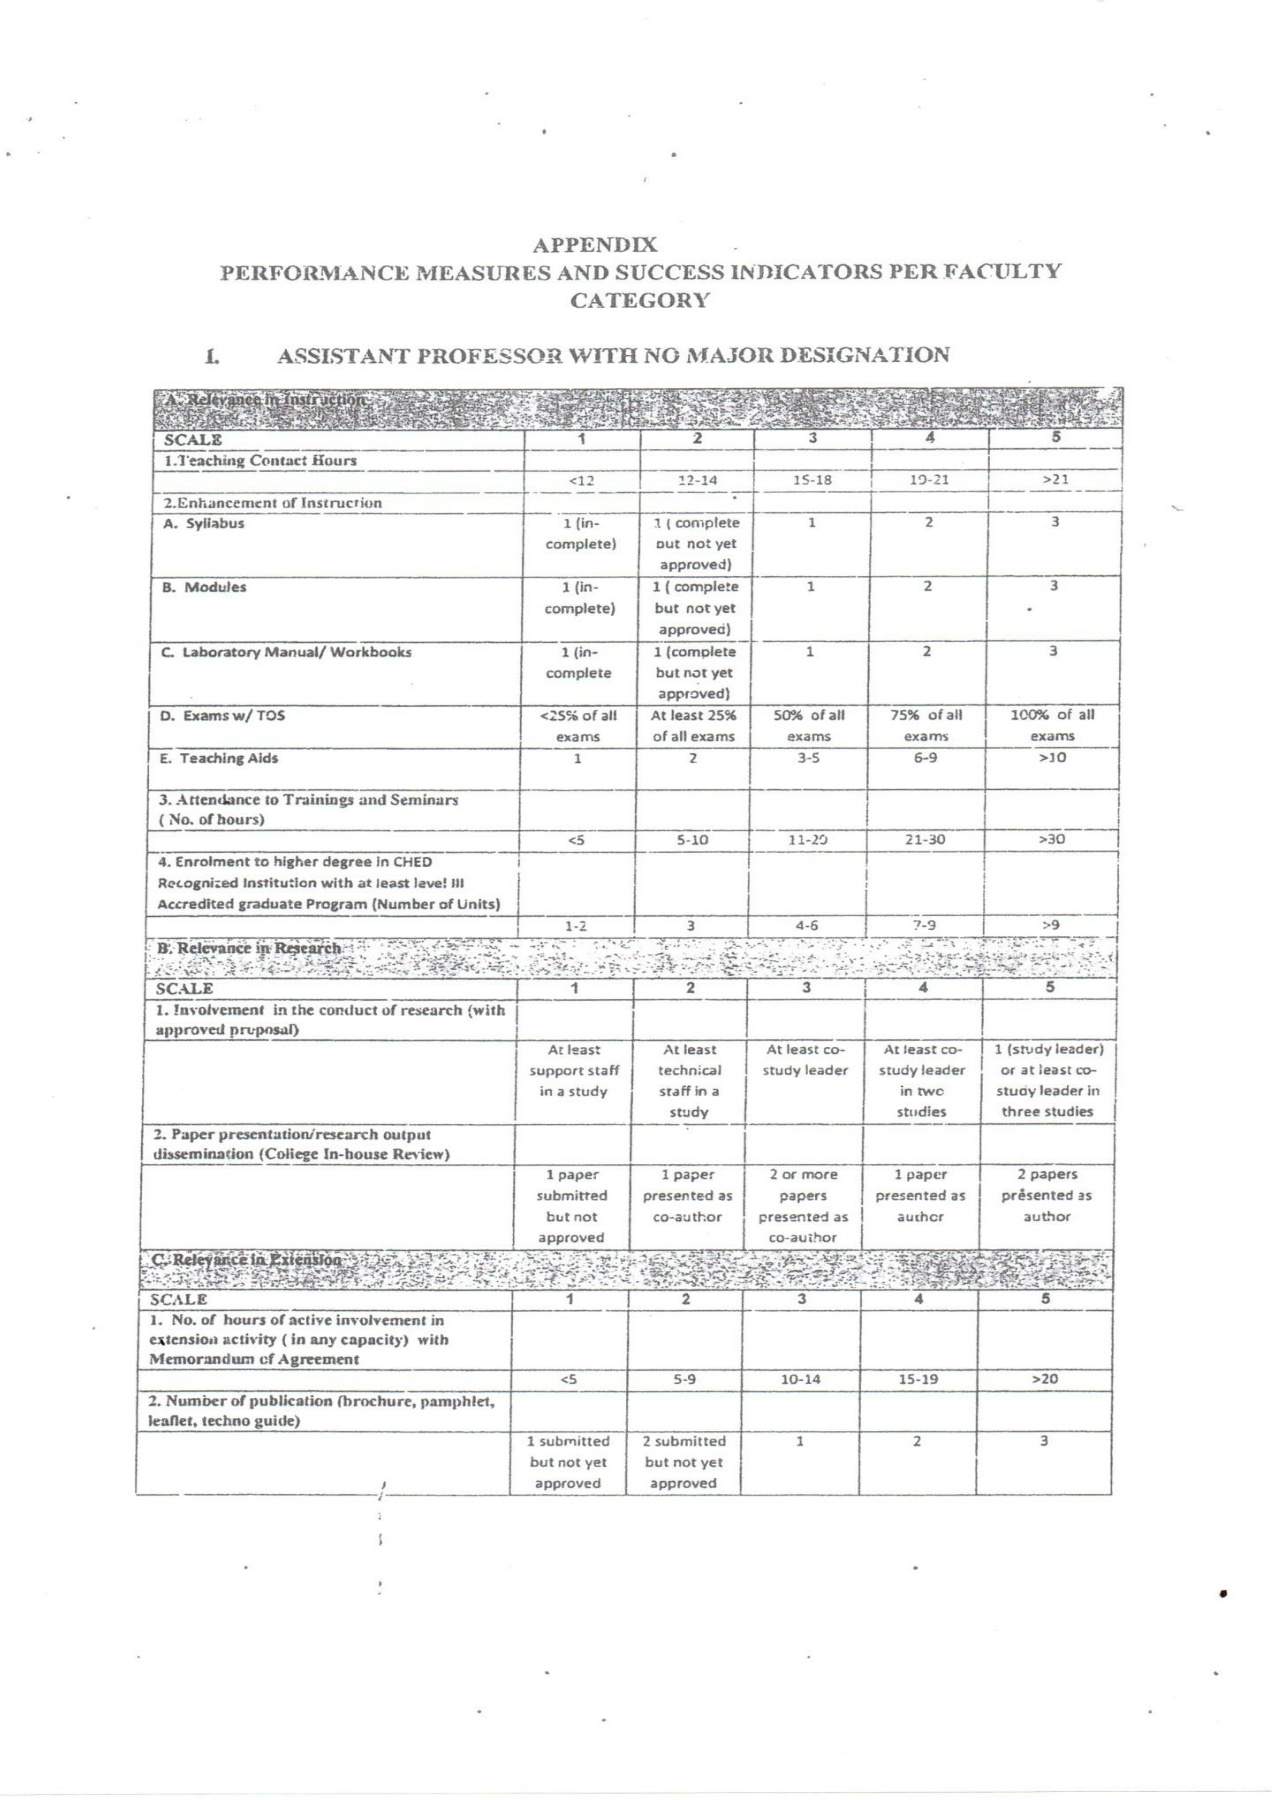 APPENDIX
PERFORMANCE MEASURES AND SUCCESS INDICATORS PER FACULTY
CATEGORY
I. ASSISTANT PROFESSOR WITH NO MAJOR DESIGNATION
A. Relevance in Instruction
SCALE 1 2 3 4 5
1.Teaching Contact Hours
<12 12-14 15-18 19-21 >21
2.Enhancement of Instruction
A. Syllabus 1 (in- 1 ( complete 1 2 3
complete) but not yet
approved)
B. Modules 1 (in- 1 ( complete 1 2 3
complete) but not yet
approved)
C. Laboratory Manual/ Workbooks 1 (in- 1 (complete 1 2 3
complete but not yet
approved)
D. Exams w/ TOS <25% of all At least 25% 50% of all 75% of all 100% of all
exams of all exams exams exams exams
E. Teaching Aids 1 2 3-5 6-9 >10
3. Attendance to Trainings and Seminars
( No. of hours)
<5 5-10 11-20 21-30 >30
4. Enrolment to higher degree in CHED
Recognized Institution with at least level III
Accredited graduate Program (Number of Units)
1-2 3 4-6 7-9 >9
B. Relevance in Research
SCALE 1 2 3 4 5
1. Involvement in the conduct of research (with
approved proposal)
At least At least At least co- At least co- 1 (study leader)
support staff technical study leader study leader or at least co-
in a study staff in a in two study leader in
study studies three studies
2. Paper presentation/research output
dissemination (College In-house Review)
1 paper 1 paper 2 or more 1 paper 2 papers
submitted presented as papers presented as presented as
but not co-author presented as author author
approved co-author
C. Relevance in Extension
SCALE 1 2 3 4 5
1. No. of hours of active involvement in
extension activity ( in any capacity) with
Memorandum of Agreement
<5 5-9 10-14 15-19 >20
2. Number of publication (brochure, pamphlet,
leaflet, techno guide)
1 submitted 2 submitted 1 2 3
but not yet but not yet
approved approved